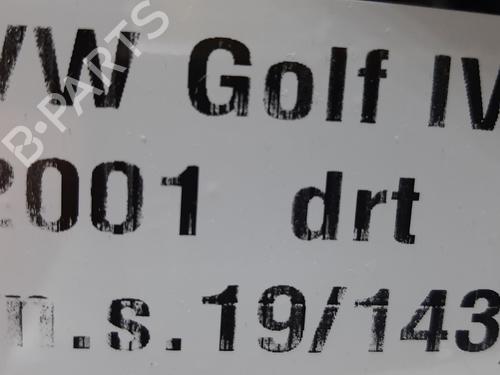 B-PARTS
VW Golf IV
2001 drt
n.s.19/143